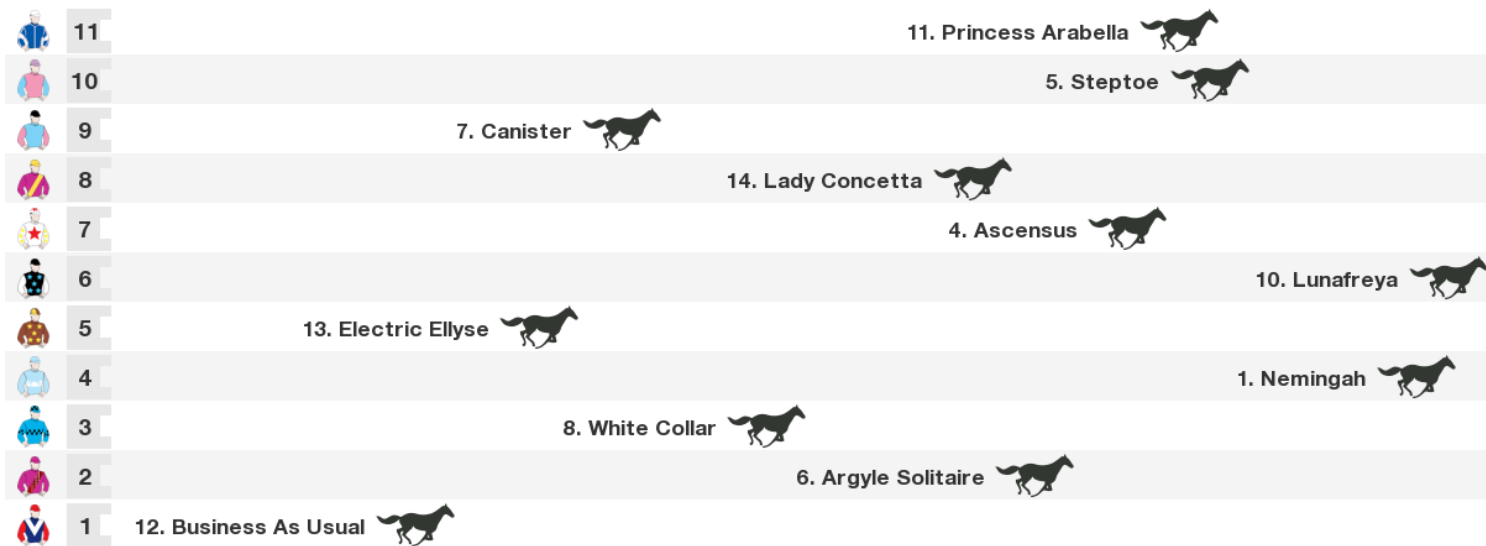 11 11. Princess Arabella
10 5. Steptoe
9 7. Canister
8 14. Lady Concetta
7 4. Ascensus
6 10. Lunafreya
5 13. Electric Ellyse
4 1. Nemingah
3 8. White Collar
2 6. Argyle Solitaire
1 12. Business As Usual